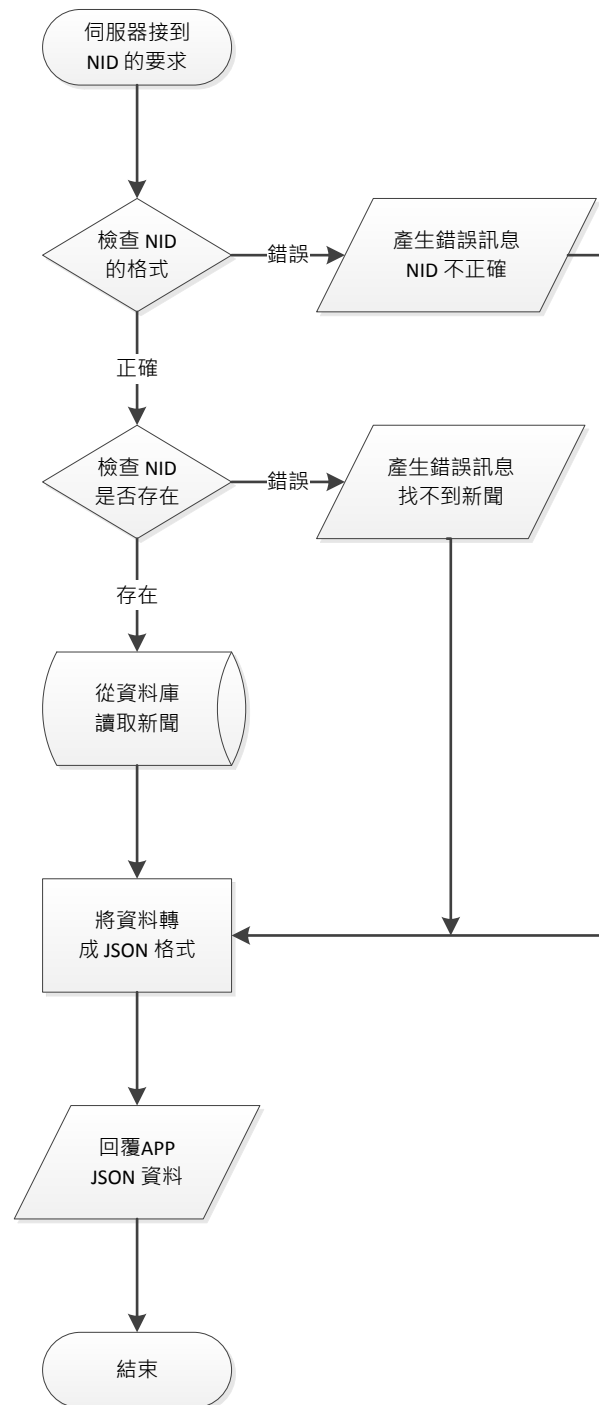 伺服器接到
NID 的要求
檢查 NID
的格式
錯誤
產生錯誤訊息
NID 不正確
正確
檢查 NID
是否存在
錯誤
產生錯誤訊息
找不到新聞
存在
從資料庫
讀取新聞
將資料轉
成 JSON 格式
回覆APP
JSON 資料
結束